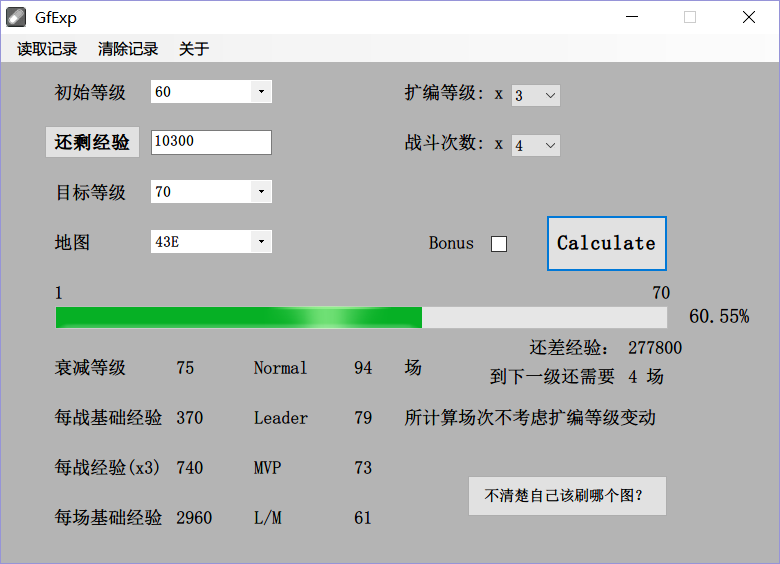 GfExp
读取记录 清除记录 关于
初始等级 60 扩编等级: x 3
还剩经验 10300 战斗次数: x 4
目标等级 70
地图 43E Bonus Calculate
1 70
60.55%
还差经验: 277800
衰减等级 75 Normal 94 场
到下一级还需要 4 场
每战基础经验 370 Leader 79 所计算场次不考虑扩编等级变动
每战经验(x3) 740 MVP 73
不清楚自己该刷哪个图?
每场基础经验 2960 L/M 61